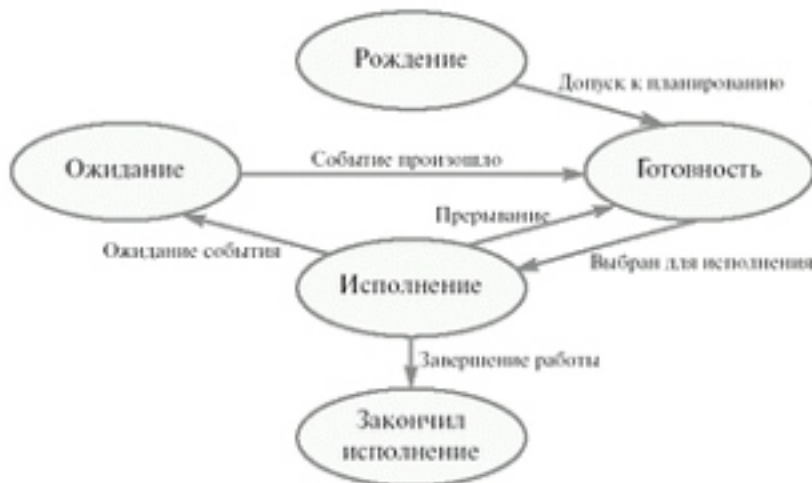 Рождение
Допуск к планированию
Ожидание
Событие произошло
Готовность
Прерывание
Ожидание события
Выбран для исполнения
Исполнение
Завершение работы
Закончил
исполнение